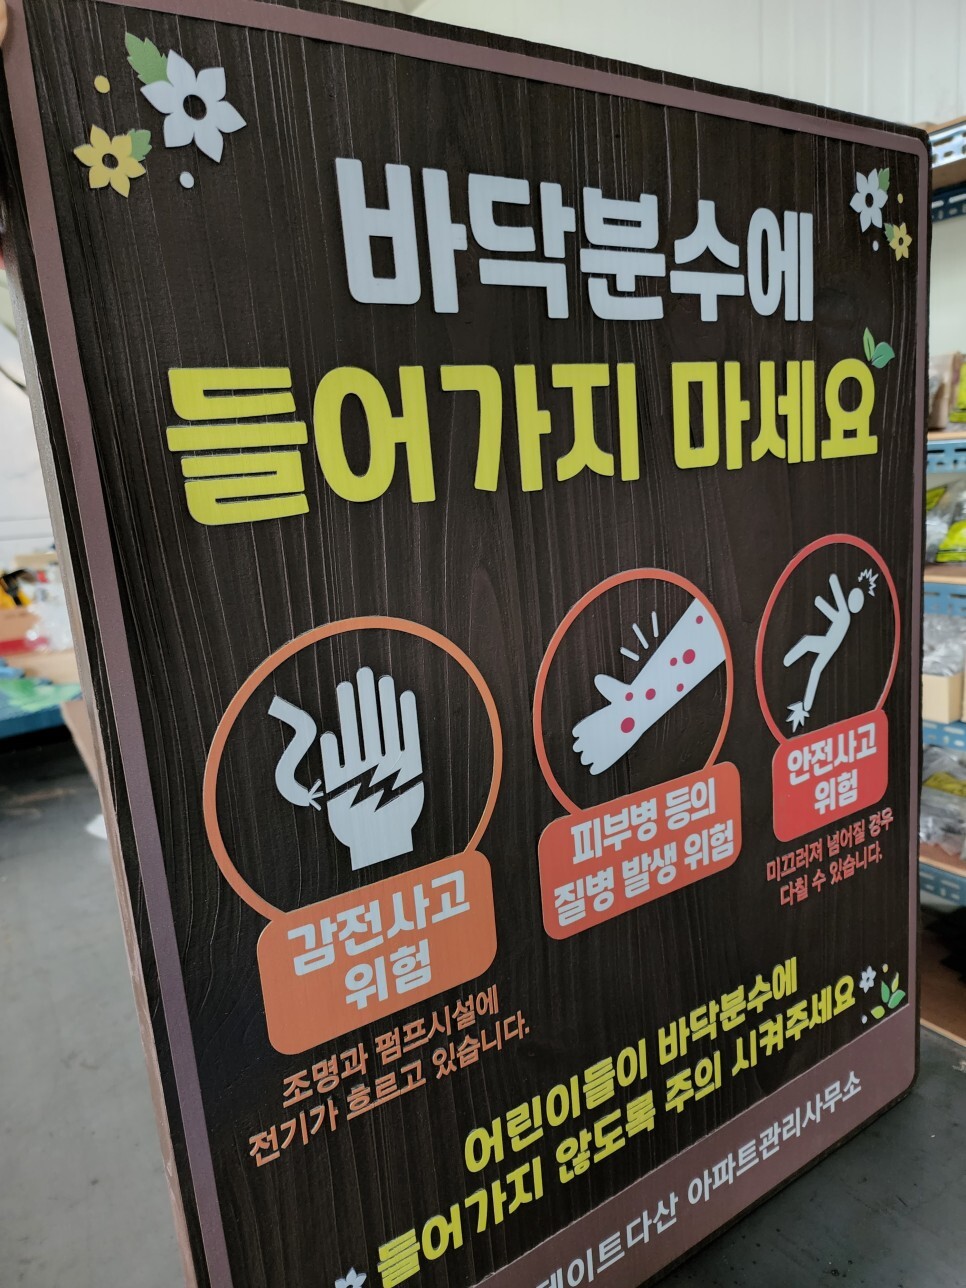 바닥분수에
들어가지 마세요
감전사고
위험
조명과 펌프시설에
전기가 흐르고 있습니다.
피부병 등의
질병 발생 위험
안전사고
위험
미끄러져 넘어질 경우
다칠 수 있습니다.
어린이들이 바닥분수에
들어가지 않도록 주의 시켜주세요
테이트다산 아파트관리사무소